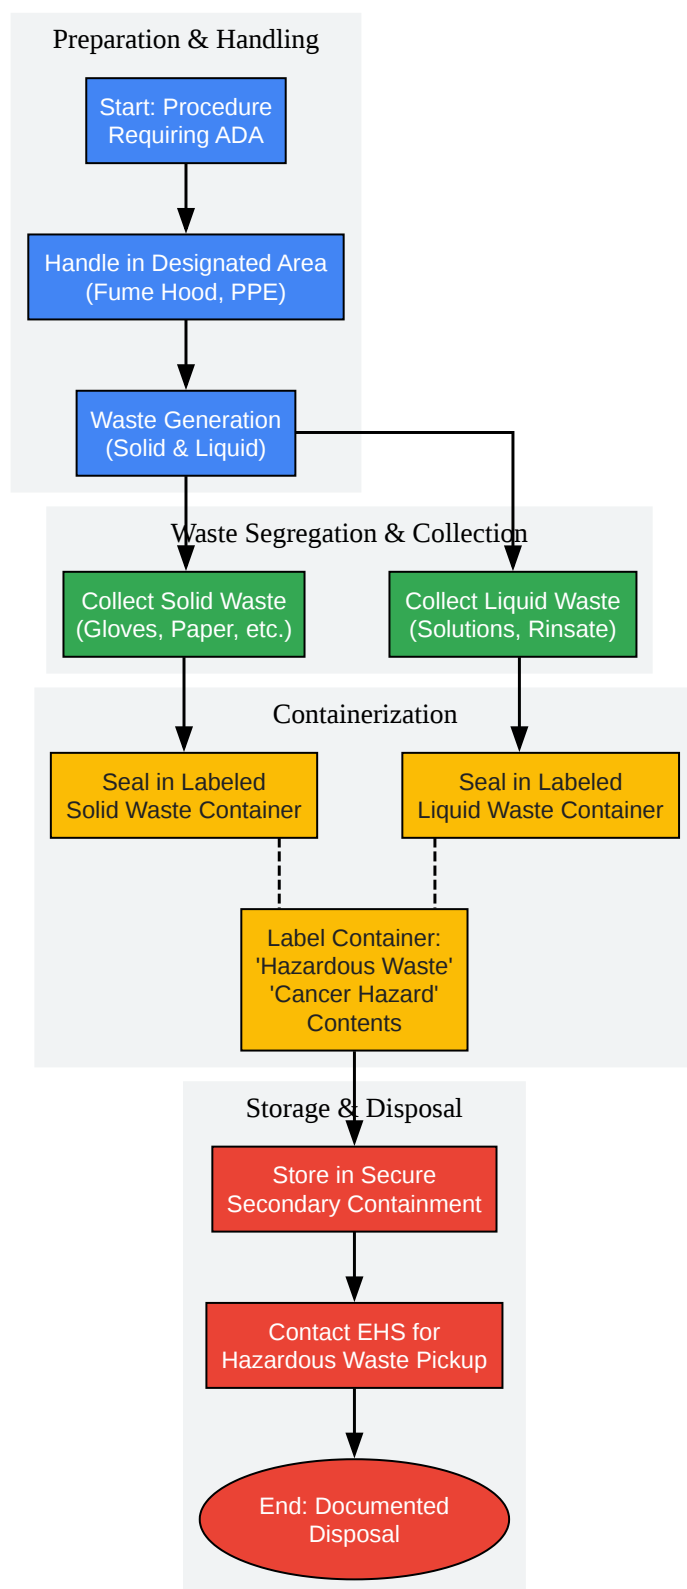 Preparation & Handling
Start: Procedure
Requiring ADA
Handle in Designated Area
(Fume Hood, PPE)
Waste Generation
(Solid & Liquid)
Waste Segregation & Collection
Collect Solid Waste
(Gloves, Paper, etc.)
Collect Liquid Waste
(Solutions, Rinsate)
Containerization
Seal in Labeled
Solid Waste Container
Seal in Labeled
Liquid Waste Container
Label Container:
'Hazardous Waste'
'Cancer Hazard'
Contents
Storage & Disposal
Store in Secure
Secondary Containment
Contact EHS for
Hazardous Waste Pickup
End: Documented
Disposal